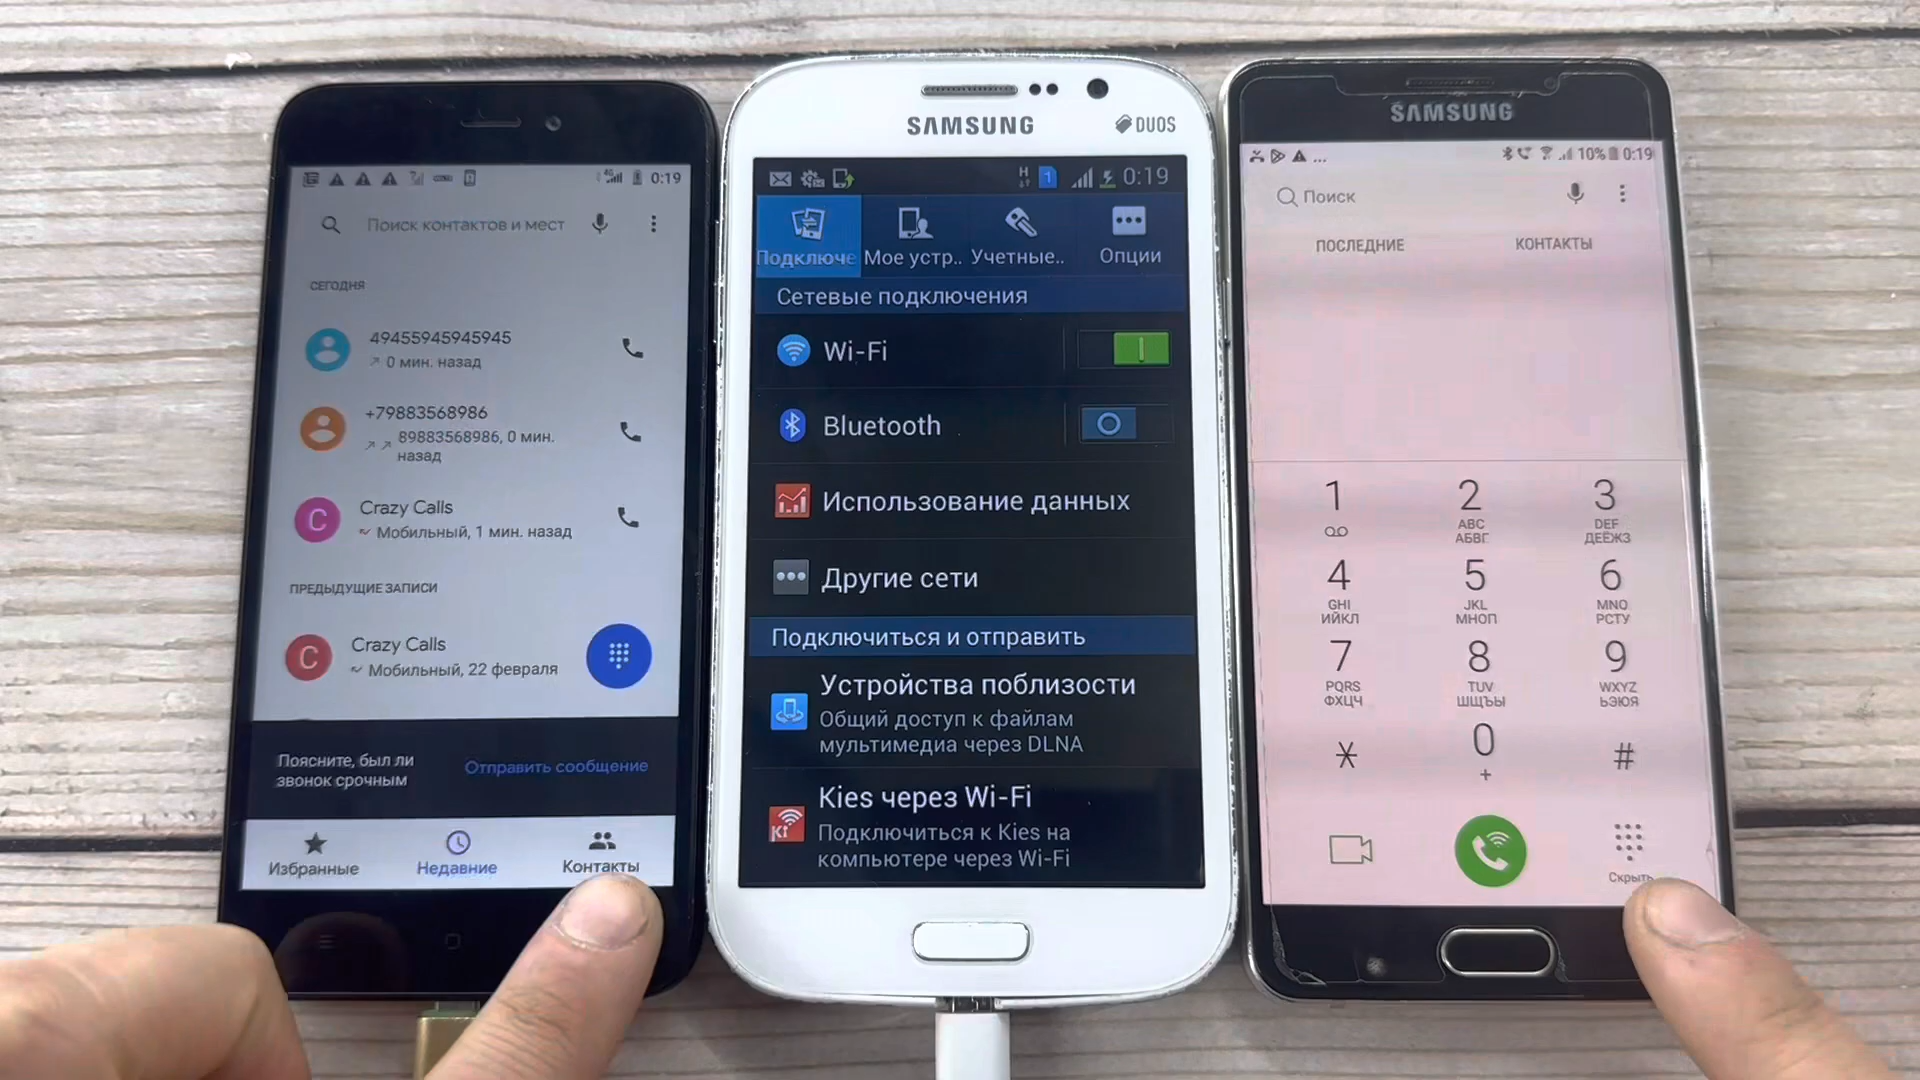 0:19
Поиск контактов и мест
СЕГОДНЯ
49455945945945
0 мин. назад
+79883568986
89883568986, 0 мин.
назад
C
Crazy Calls
Мобильный, 1 мин. назад
ПРЕДЫДУЩИЕ ЗАПИСИ
C
Crazy Calls
Мобильный, 22 февраля
Поясните, был ли
звонок срочным
Отправить сообщение
Избранные
Недавние
Контакты
SAMSUNG
DUOS
H
1
0:19
Подключе
Мое устр..
Учетные..
Опции
Сетевые подключения
Wi-Fi
Bluetooth
Использование данных
Другие сети
Подключиться и отправить
Устройства поблизости
Общий доступ к файлам
мультимедиа через DLNA
Ki
Kies через Wi-Fi
Подключиться к Kies на
компьютере через Wi-Fi
SAMSUNG
...
10%
0:19
Поиск
ПОСЛЕДНИЕ
КОНТАКТЫ
1
2
3
ABC
DEF
АБВГ
ДЕЁЖЗ
4
5
6
GHI
JKL
MNO
ИЙКЛ
МНОП
РСТУ
7
8
9
PQRS
TUV
WXYZ
ФХЦЧ
ШЩЪЫ
ЬЭЮЯ
*
0
#
+
Скрыть